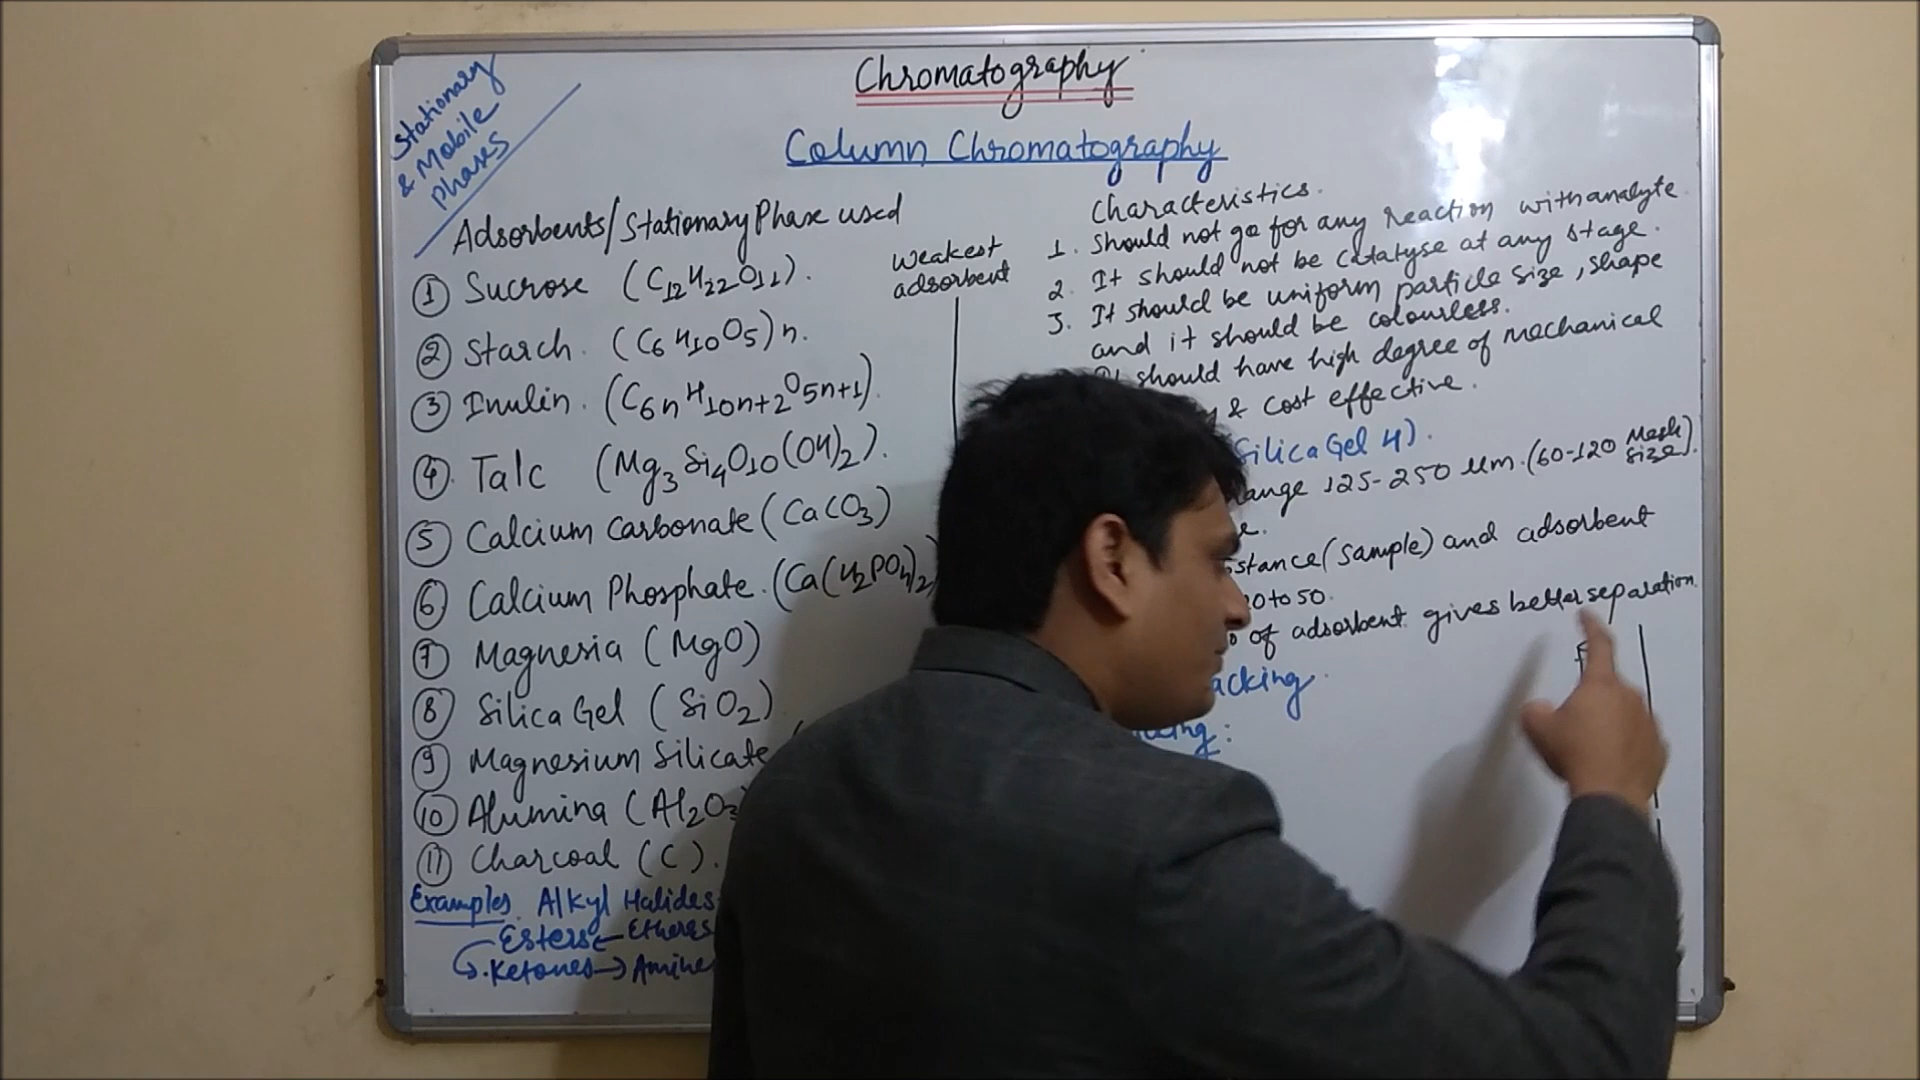 Stationary
& Mobile
Phases
Chromatography
Column Chromatography
Adsorbents/Stationary Phase used
① Sucrose (C12H22O11).
② Starch. (C6H10O5)n.
③ Inulin. (C6nH10n+2O5n+1).
④. Talc (Mg3Si4O10(OH)2).
⑤ Calcium Carbonate (CaCO3)
⑥ Calcium Phosphate. (Ca(H2PO4)2)
⑦ Magnesia (MgO)
⑧ Silica Gel (SiO2)
⑨ Magnesium Silicate
⑩ Alumina (Al2O3)
⑪ Charcoal (C).
Examples. Alkyl Halides
Esters ← Etheres
.Ketones → Amine
Weakest
adsorbent
Characteristics.
1. Should not go for any reaction with analyte
2. It should not be catalyse at any stage.
3. It should be uniform particle size, shape
and it should be colourless.
should have high degree of mechanical
& cost effective.
Silica Gel 4).
ange 125-250 µm. (60-120 Mesh size).
stance (Sample) and adsorbent
0 to 50.
of adsorbent gives better separation.
acking.